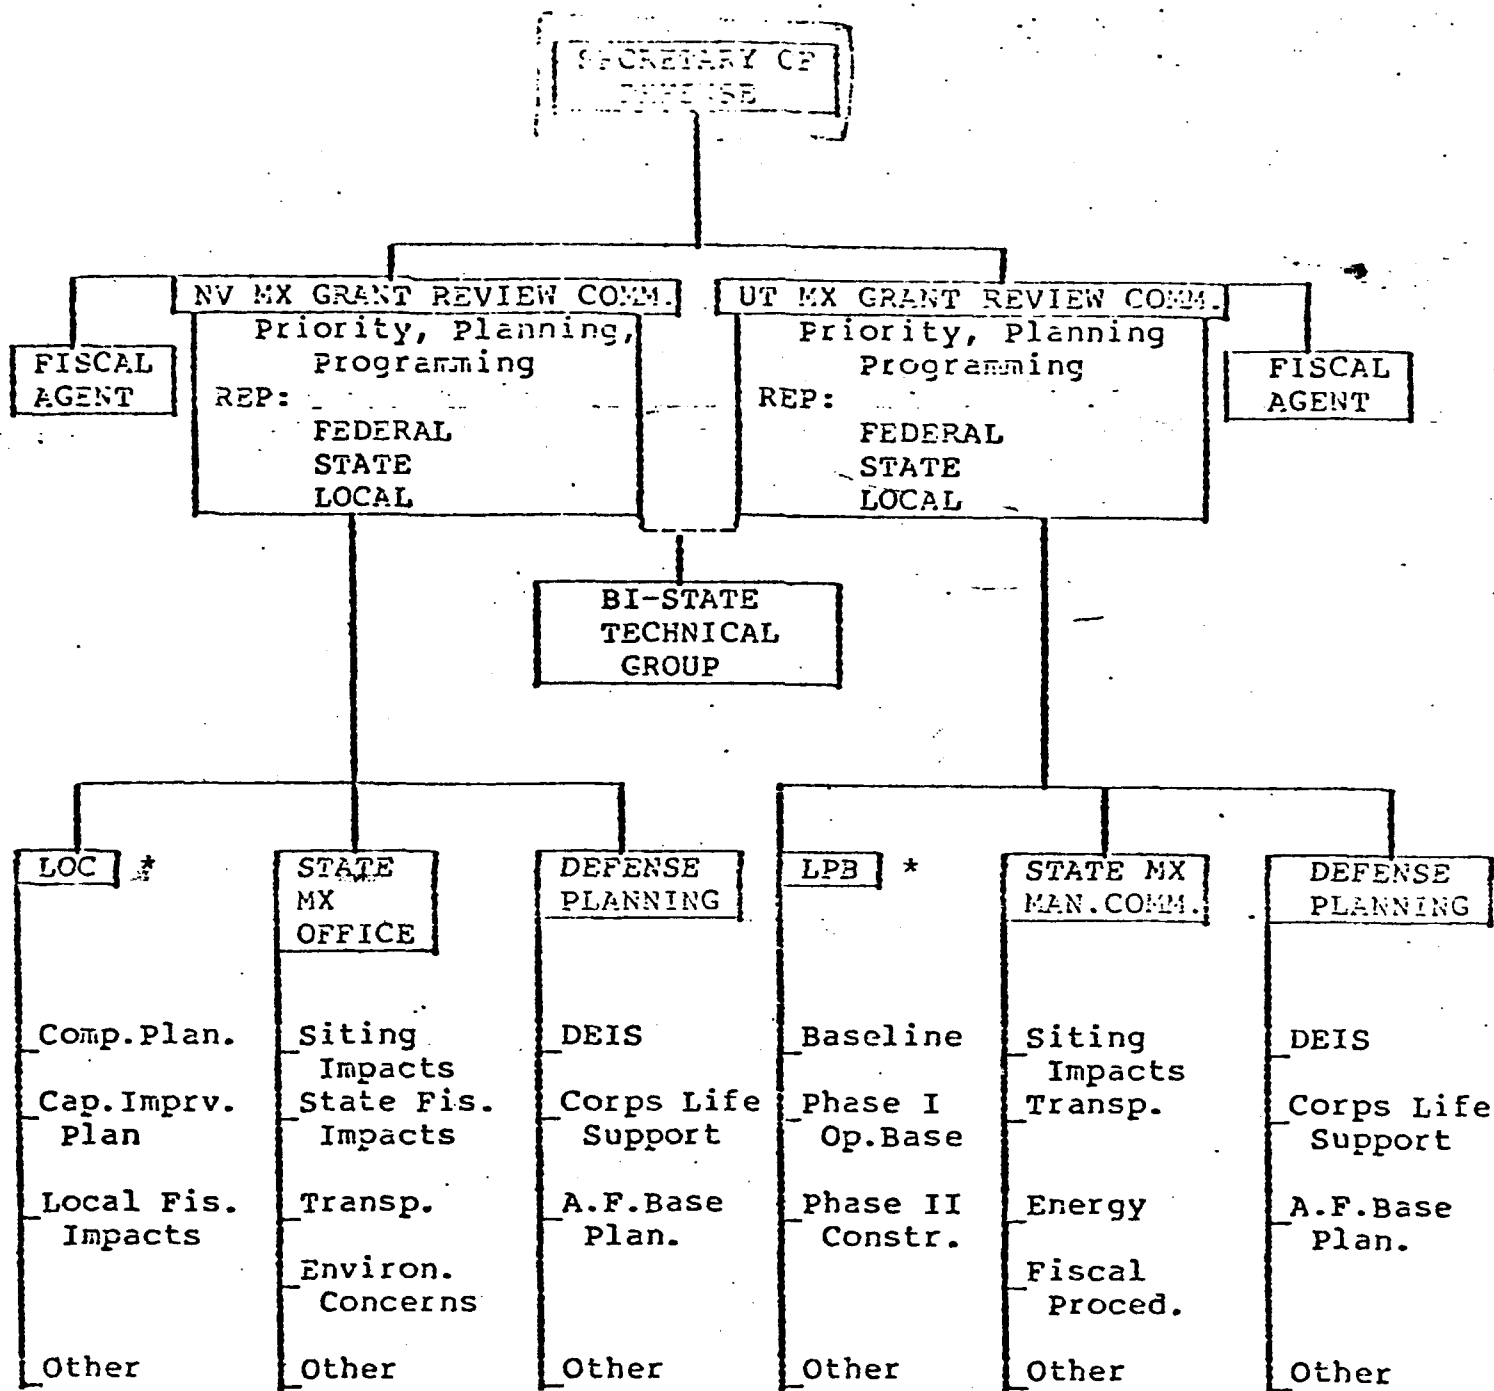 SECRETARY OF
DEFENSE
NV MX GRANT REVIEW COMM.
Priority, Planning,
Programming
REP:
FEDERAL
STATE
LOCAL
FISCAL
AGENT
UT MX GRANT REVIEW COMM.
Priority, Planning
Programming
REP:
FEDERAL
STATE
LOCAL
FISCAL
AGENT
BI-STATE
TECHNICAL
GROUP
LOC *
Comp.Plan.
Cap.Imprv.
Plan
Local Fis.
Impacts
Other
STATE
MX
OFFICE
Siting
Impacts
State Fis.
Impacts
Transp.
Environ.
Concerns
Other
DEFENSE
PLANNING
DEIS
Corps Life
Support
A.F.Base
Plan.
Other
LPB *
Baseline
Phase I
Op.Base
Phase II
Constr.
Other
STATE MX
MAN.COMM.
Siting
Impacts
Transp.
Energy
Fiscal
Proced.
Other
DEFENSE
PLANNING
DEIS
Corps Life
Support
A.F.Base
Plan.
Other